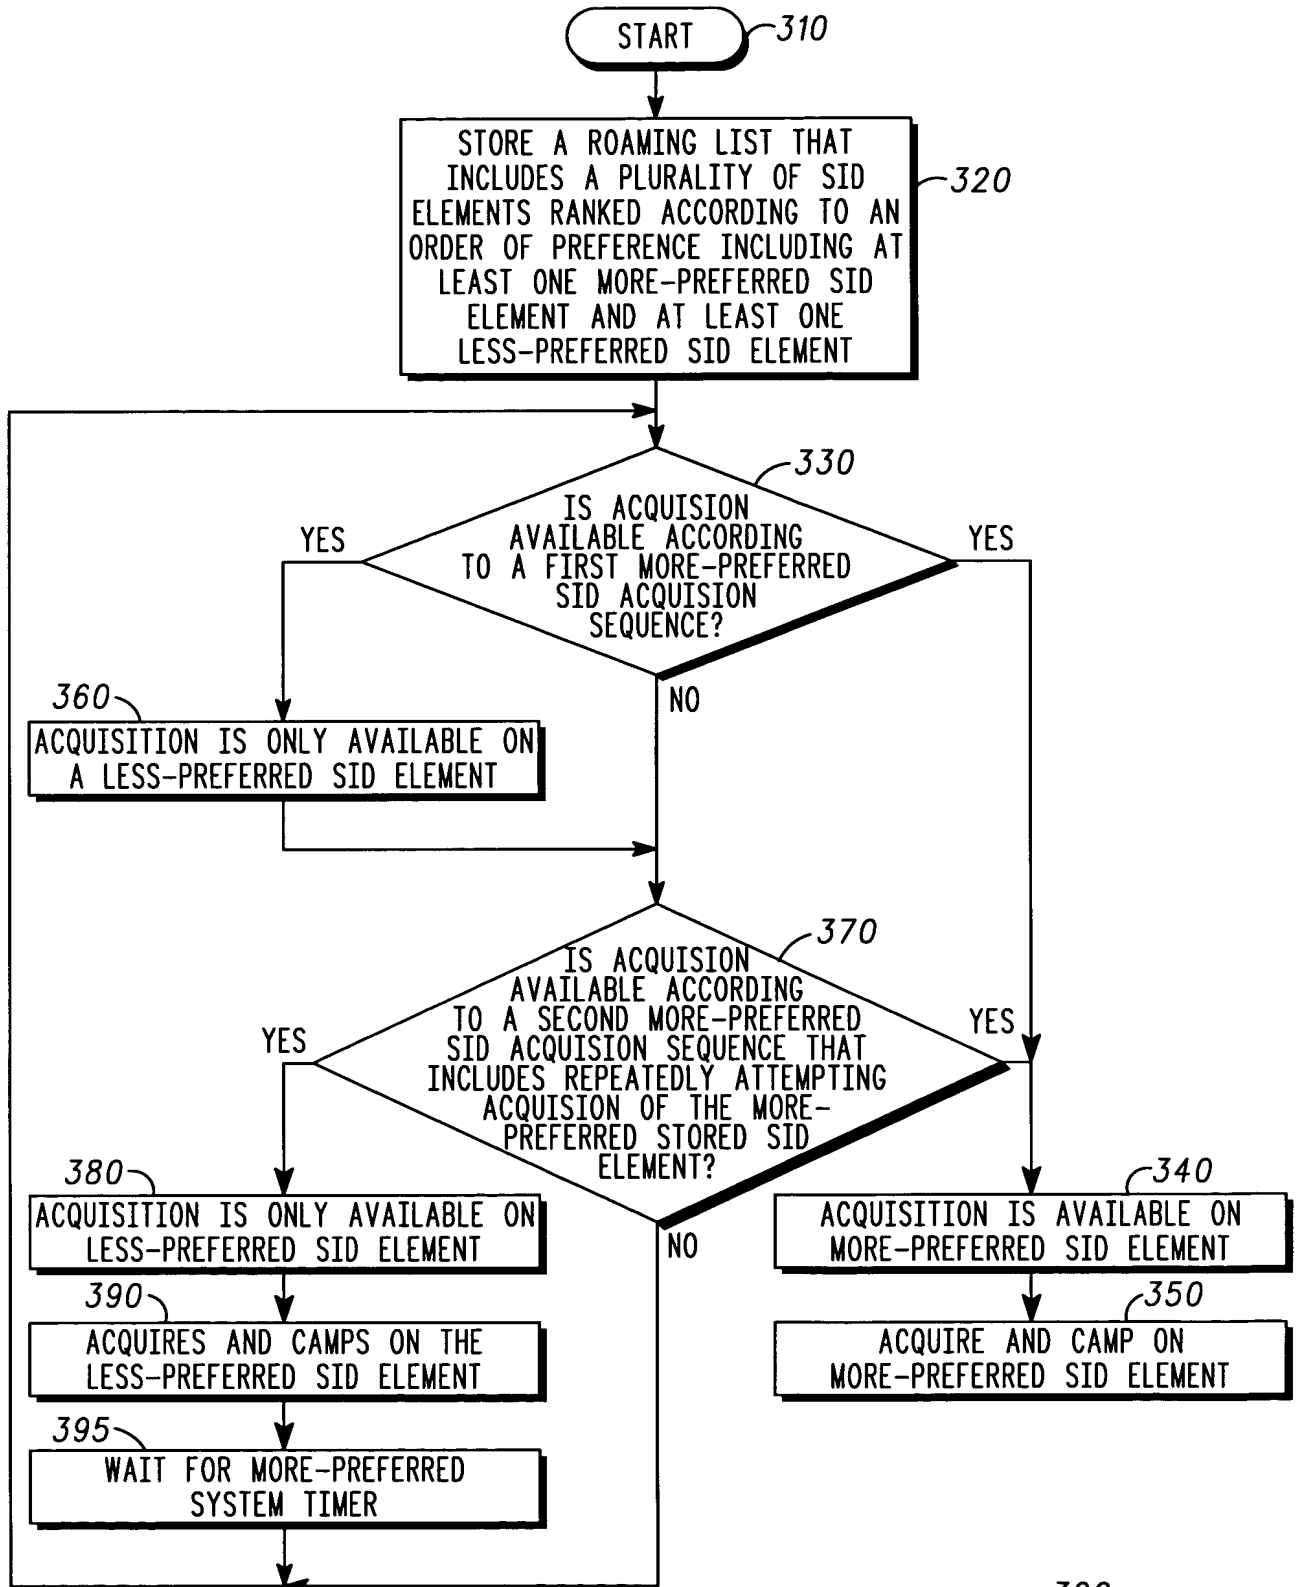 START
310
STORE A ROAMING LIST THAT
INCLUDES A PLURALITY OF SID
ELEMENTS RANKED ACCORDING TO AN
ORDER OF PREFERENCE INCLUDING AT
LEAST ONE MORE-PREFERRED SID
ELEMENT AND AT LEAST ONE
LESS-PREFERRED SID ELEMENT
320
330
IS ACQUISION
AVAILABLE ACCORDING
TO A FIRST MORE-PREFERRED
SID ACQUISION
SEQUENCE?
YES
YES
NO
360
ACQUISITION IS ONLY AVAILABLE ON
A LESS-PREFERRED SID ELEMENT
370
IS ACQUISION
AVAILABLE ACCORDING
TO A SECOND MORE-PREFERRED
SID ACQUISION SEQUENCE THAT
INCLUDES REPEATEDLY ATTEMPTING
ACQUISION OF THE MORE-
PREFERRED STORED SID
ELEMENT?
YES
YES
NO
380
ACQUISITION IS ONLY AVAILABLE ON
LESS-PREFERRED SID ELEMENT
340
ACQUISITION IS AVAILABLE ON
MORE-PREFERRED SID ELEMENT
390
ACQUIRES AND CAMPS ON THE
LESS-PREFERRED SID ELEMENT
350
ACQUIRE AND CAMP ON
MORE-PREFERRED SID ELEMENT
395
WAIT FOR MORE-PREFERRED
SYSTEM TIMER